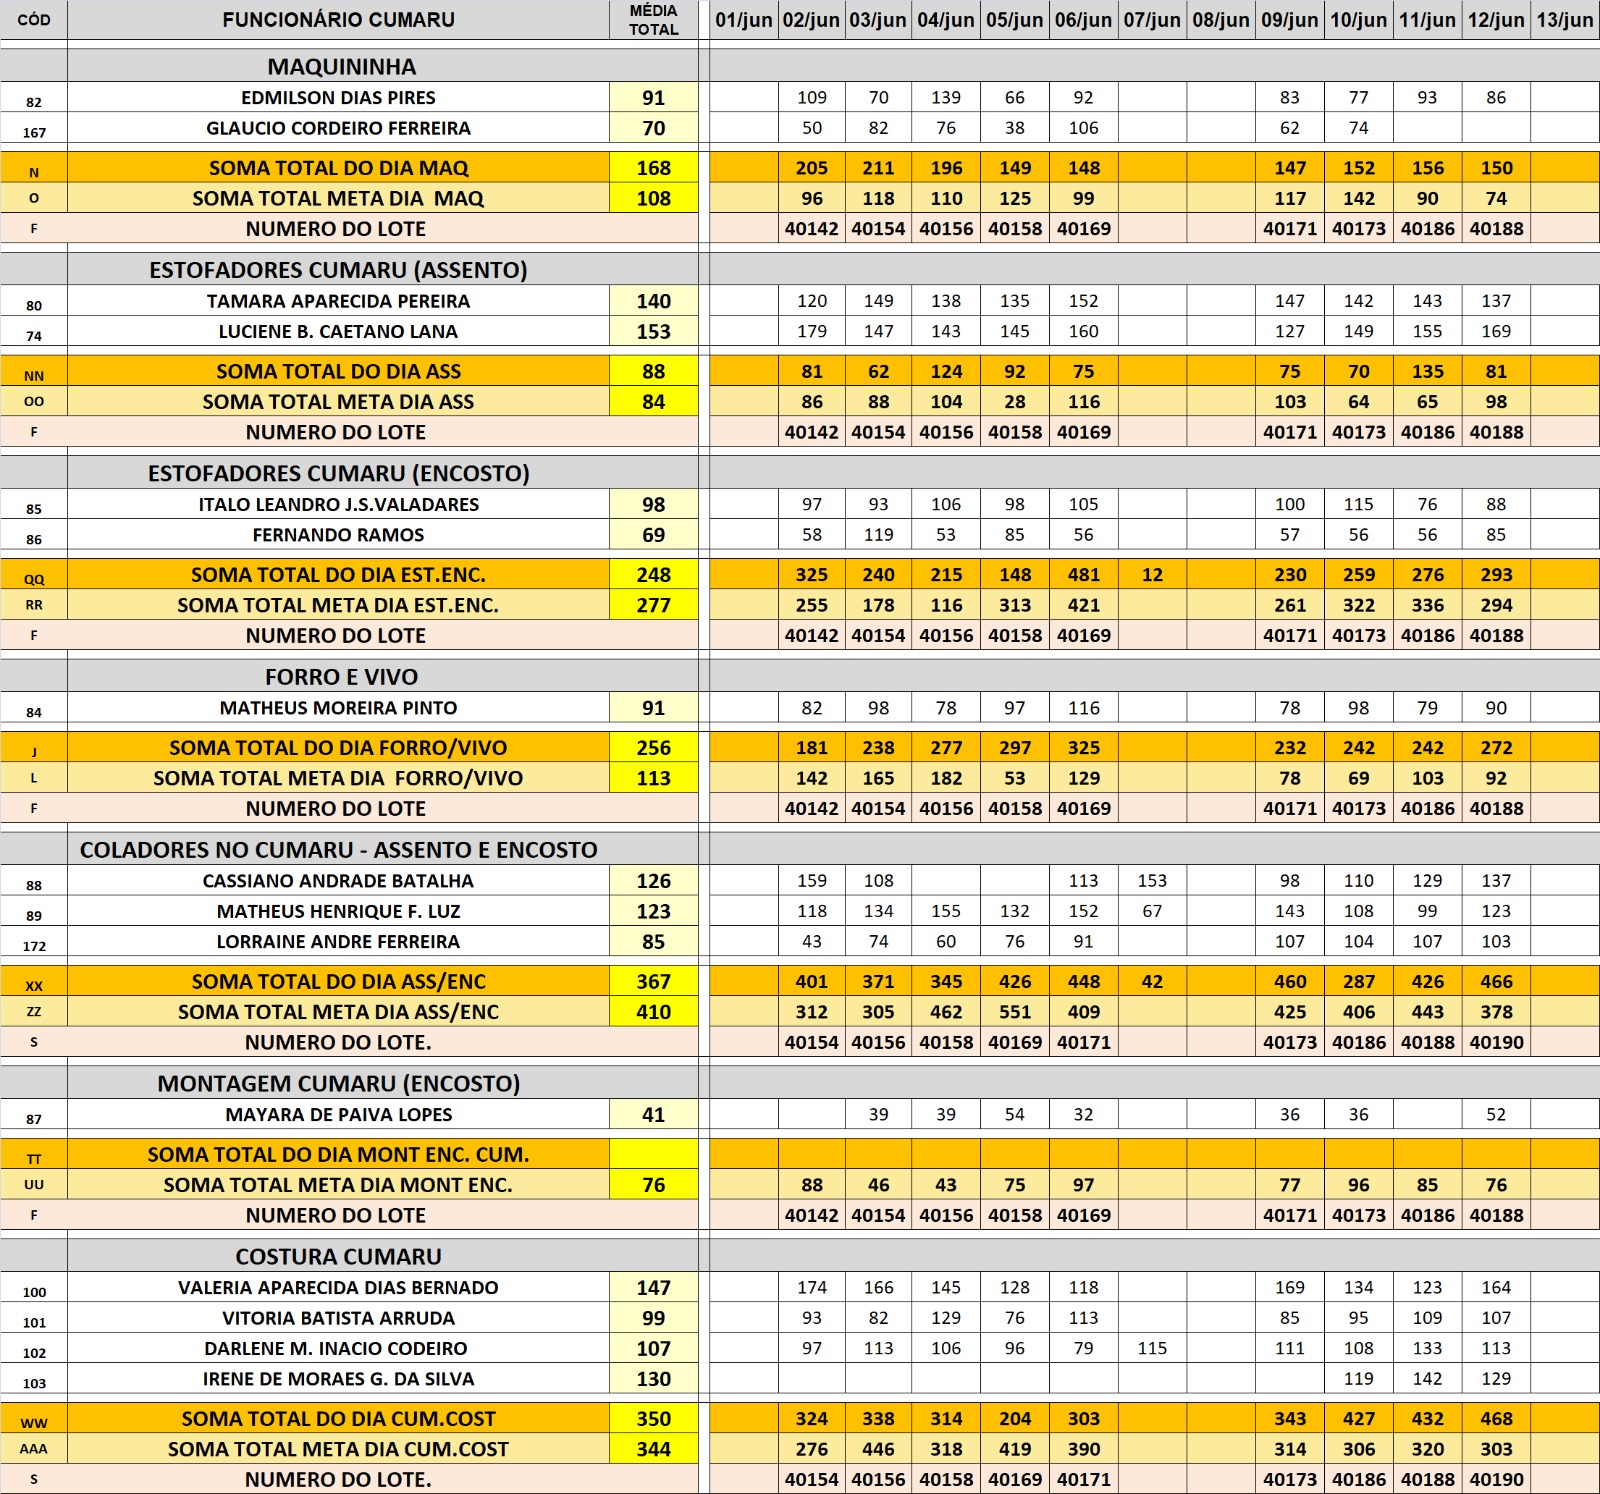 CÓD FUNCIONÁRIO CUMARU MÉDIA TOTAL 01/jun 02/jun 03/jun 04/jun 05/jun 06/jun 07/jun 08/jun 09/jun 10/jun 11/jun 12/jun 13/jun
MAQUININHA
82 EDMILSON DIAS PIRES 91 109 70 139 66 92 83 77 93 86
167 GLAUCIO CORDEIRO FERREIRA 70 50 82 76 38 106 62 74
N SOMA TOTAL DO DIA MAQ 168 205 211 196 149 148 147 152 156 150
O SOMA TOTAL META DIA MAQ 108 96 118 110 125 99 117 142 90 74
F NUMERO DO LOTE 40142 40154 40156 40158 40169 40171 40173 40186 40188
ESTOFADORES CUMARU (ASSENTO)
80 TAMARA APARECIDA PEREIRA 140 120 149 138 135 152 147 142 143 137
74 LUCIENE B. CAETANO LANA 153 179 147 143 145 160 127 149 155 169
NN SOMA TOTAL DO DIA ASS 88 81 62 124 92 75 75 70 135 81
OO SOMA TOTAL META DIA ASS 84 86 88 104 28 116 103 64 65 98
F NUMERO DO LOTE 40142 40154 40156 40158 40169 40171 40173 40186 40188
ESTOFADORES CUMARU (ENCOSTO)
85 ITALO LEANDRO J.S.VALADARES 98 97 93 106 98 105 100 115 76 88
86 FERNANDO RAMOS 69 58 119 53 85 56 57 56 56 85
QQ SOMA TOTAL DO DIA EST.ENC. 248 325 240 215 148 481 12 230 259 276 293
RR SOMA TOTAL META DIA EST.ENC. 277 255 178 116 313 421 261 322 336 294
F NUMERO DO LOTE 40142 40154 40156 40158 40169 40171 40173 40186 40188
FORRO E VIVO
84 MATHEUS MOREIRA PINTO 91 82 98 78 97 116 78 98 79 90
J SOMA TOTAL DO DIA FORRO/VIVO 256 181 238 277 297 325 232 242 242 272
L SOMA TOTAL META DIA FORRO/VIVO 113 142 165 182 53 129 78 69 103 92
F NUMERO DO LOTE 40142 40154 40156 40158 40169 40171 40173 40186 40188
COLADORES NO CUMARU - ASSENTO E ENCOSTO
88 CASSIANO ANDRADE BATALHA 126 159 108 113 153 98 110 129 137
89 MATHEUS HENRIQUE F. LUZ 123 118 134 155 132 152 67 143 108 99 123
172 LORRAINE ANDRE FERREIRA 85 43 74 60 76 91 107 104 107 103
XX SOMA TOTAL DO DIA ASS/ENC 367 401 371 345 426 448 42 460 287 426 466
ZZ SOMA TOTAL META DIA ASS/ENC 410 312 305 462 551 409 425 406 443 378
S NUMERO DO LOTE. 40154 40156 40158 40169 40171 40173 40186 40188 40190
MONTAGEM CUMARU (ENCOSTO)
87 MAYARA DE PAIVA LOPES 41 39 39 54 32 36 36 52
TT SOMA TOTAL DO DIA MONT ENC. CUM.
UU SOMA TOTAL META DIA MONT ENC. 76 88 46 43 75 97 77 96 85 76
F NUMERO DO LOTE 40142 40154 40156 40158 40169 40171 40173 40186 40188
COSTURA CUMARU
100 VALERIA APARECIDA DIAS BERNADO 147 174 166 145 128 118 169 134 123 164
101 VITORIA BATISTA ARRUDA 99 93 82 129 76 113 85 95 109 107
102 DARLENE M. INACIO CODEIRO 107 97 113 106 96 79 115 111 108 133 113
103 IRENE DE MORAES G. DA SILVA 130 119 142 129
WW SOMA TOTAL DO DIA CUM.COST 350 324 338 314 204 303 343 427 432 468
AAA SOMA TOTAL META DIA CUM.COST 344 276 446 318 419 390 314 306 320 303
S NUMERO DO LOTE. 40154 40156 40158 40169 40171 40173 40186 40188 40190